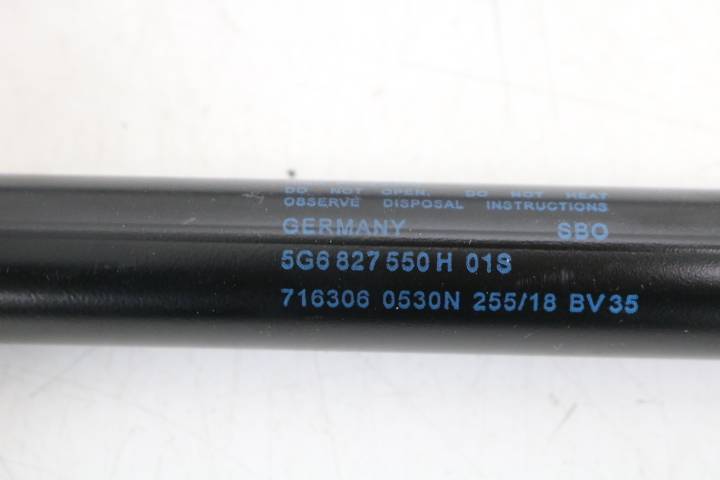 DO NOT OPEN. DO NOT HEAT
OBSERVE DISPOSAL INSTRUCTIONS
GERMANY SBO
5G6 827 550 H 01S
716306 0530N 255/18 BV35